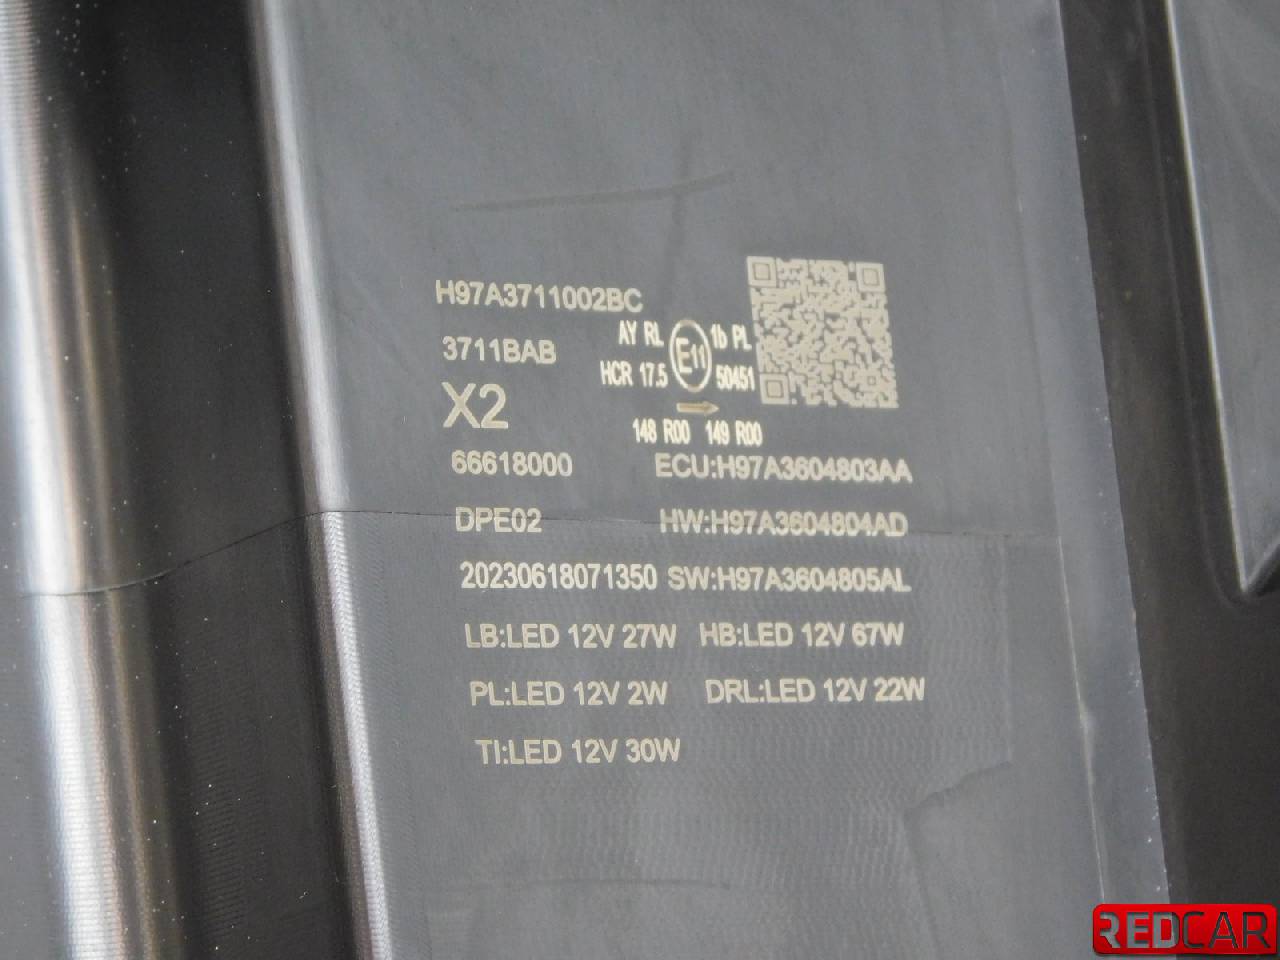 H97A3711002BC
AY RL E11 1b PL
3711BAB
HCR 17.5 50451
X2
148 R00 149 R00
66618000 ECU:H97A3604803AA
DPE02 HW:H97A3604804AD
20230618071350 SW:H97A3604805AL
LB:LED 12V 27W HB:LED 12V 67W
PL:LED 12V 2W DRL:LED 12V 22W
TI:LED 12V 30W
REDCAR